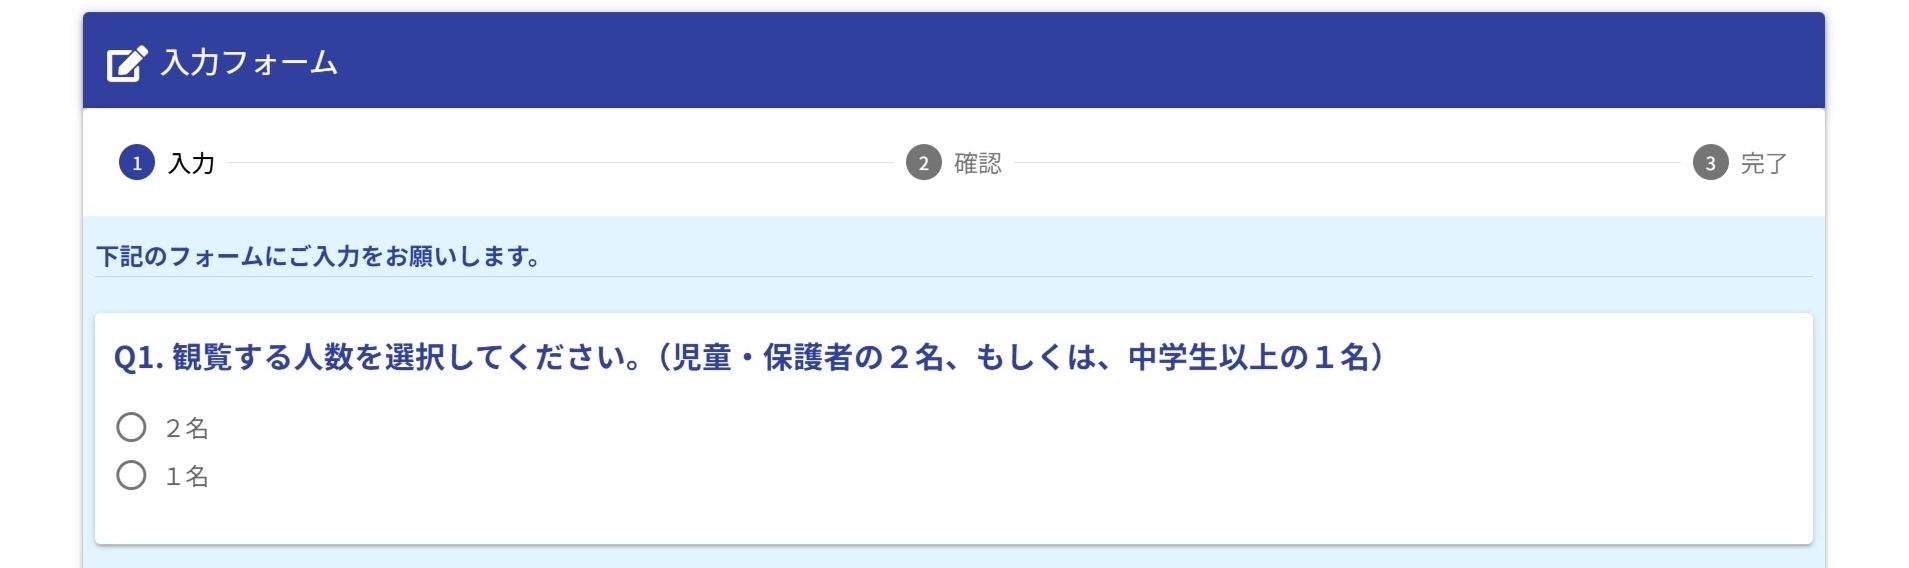 入力フォーム
1 入力 2 確認 3 完了
下記のフォームにご入力をお願いします。
Q1. 観覧する人数を選択してください。（児童・保護者の２名、もしくは、中学生以上の１名）
２名
１名